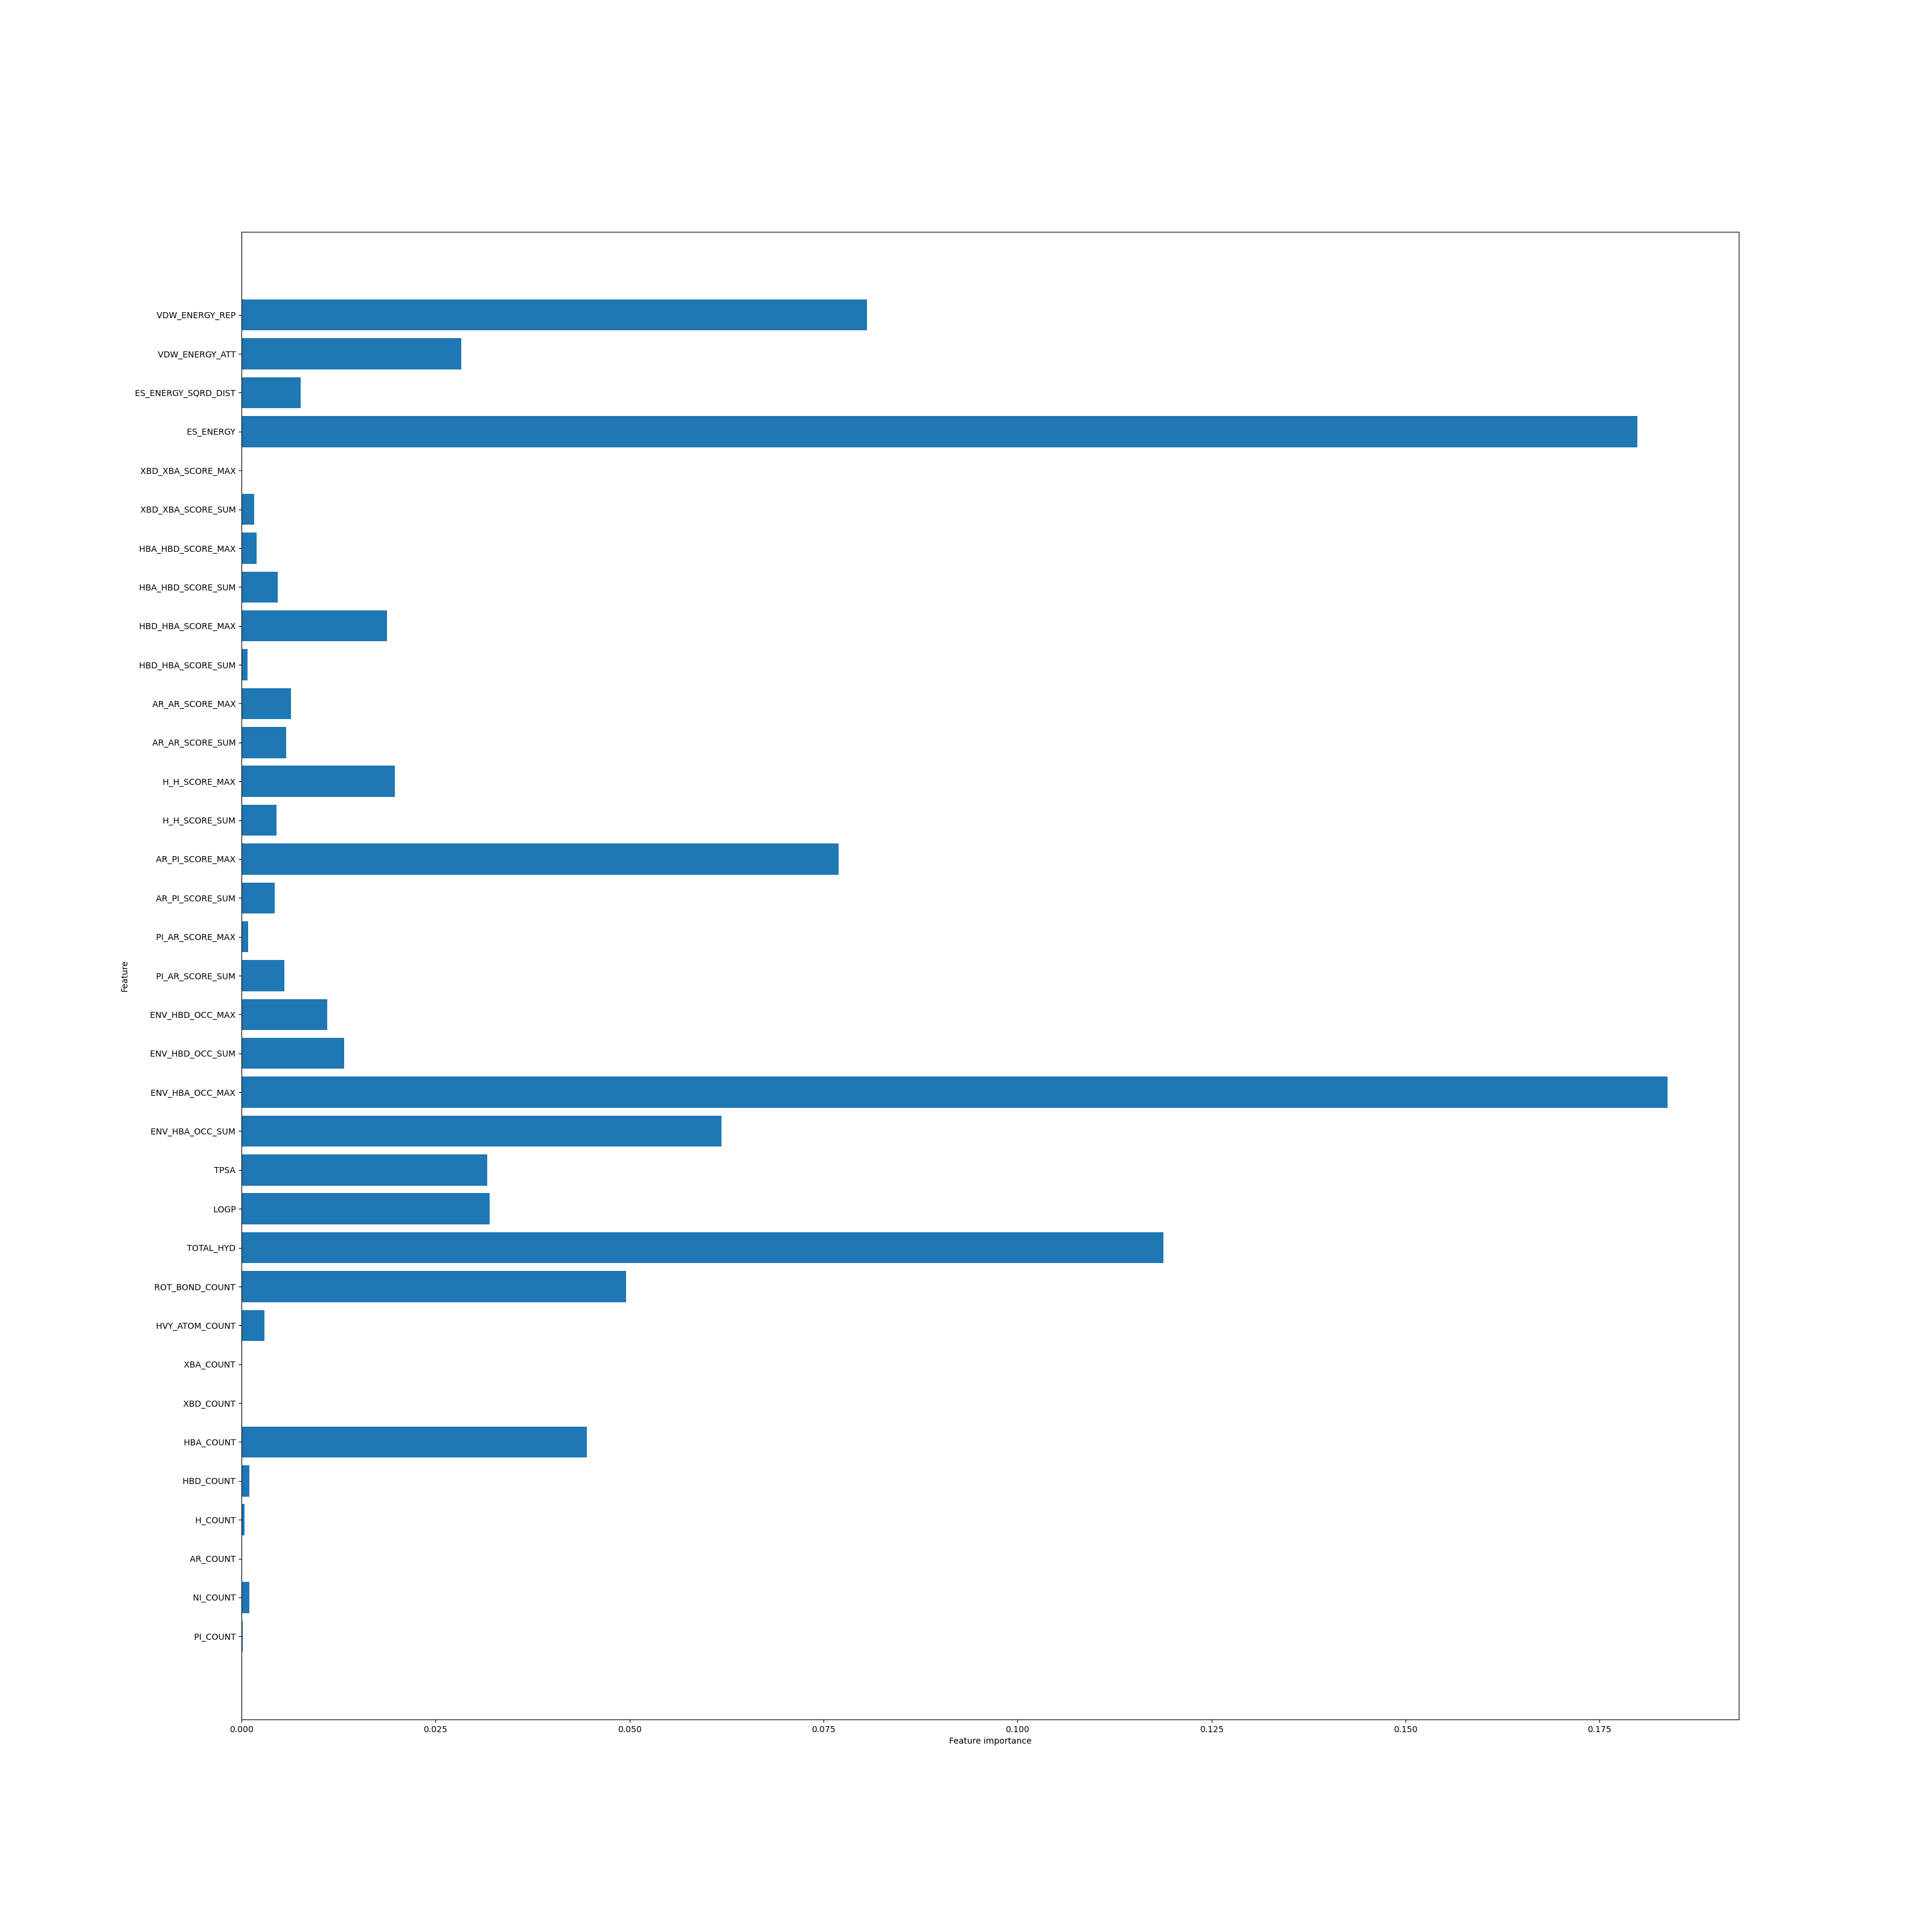 VDW_ENERGY_REP
VDW_ENERGY_ATT
ES_ENERGY_SQRD_DIST
ES_ENERGY
XBD_XBA_SCORE_MAX
XBD_XBA_SCORE_SUM
HBA_HBD_SCORE_MAX
HBA_HBD_SCORE_SUM
HBD_HBA_SCORE_MAX
HBD_HBA_SCORE_SUM
AR_AR_SCORE_MAX
AR_AR_SCORE_SUM
H_H_SCORE_MAX
H_H_SCORE_SUM
AR_PI_SCORE_MAX
AR_PI_SCORE_SUM
PI_AR_SCORE_MAX
PI_AR_SCORE_SUM
ENV_HBD_OCC_MAX
ENV_HBD_OCC_SUM
ENV_HBA_OCC_MAX
ENV_HBA_OCC_SUM
TPSA
LOGP
TOTAL_HYD
ROT_BOND_COUNT
HVY_ATOM_COUNT
XBA_COUNT
XBD_COUNT
HBA_COUNT
HBD_COUNT
H_COUNT
AR_COUNT
NI_COUNT
PI_COUNT
Feature
0.000 0.025 0.050 0.075 0.100 0.125 0.150 0.175
Feature importance